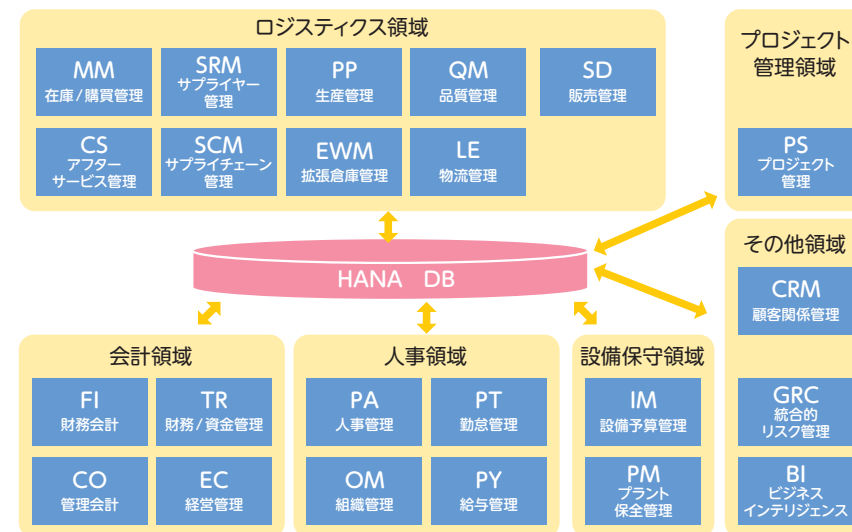 ロジスティクス領域
MM
在庫/購買管理
SRM
サプライヤー
管理
PP
生産管理
QM
品質管理
SD
販売管理
CS
アフター
サービス管理
SCM
サプライチェーン
管理
EWM
拡張倉庫管理
LE
物流管理
プロジェクト
管理領域
PS
プロジェクト
管理
HANA DB
その他領域
CRM
顧客関係管理
GRC
統合的
リスク管理
BI
ビジネス
インテリジェンス
会計領域
FI
財務会計
TR
財務/資金管理
CO
管理会計
EC
経営管理
人事領域
PA
人事管理
PT
勤怠管理
OM
組織管理
PY
給与管理
設備保守領域
IM
設備予算管理
PM
プラント
保全管理